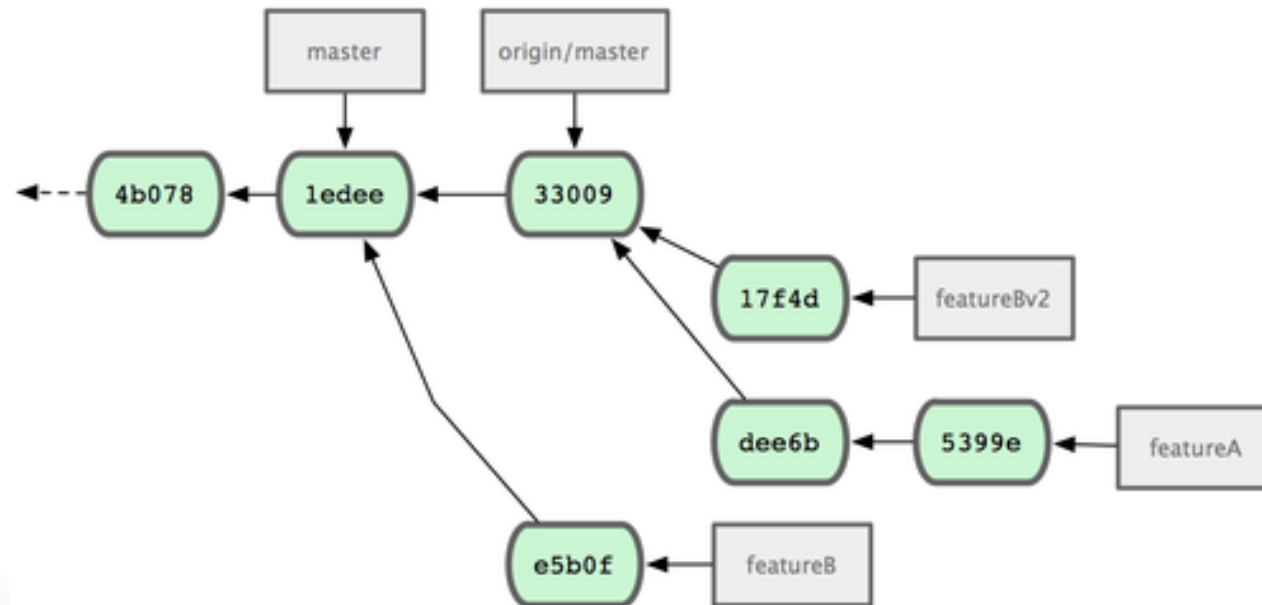 master
origin/master
4b078
1edee
33009
17f4d
featureBv2
dee6b
5399e
featureA
e5b0f
featureB